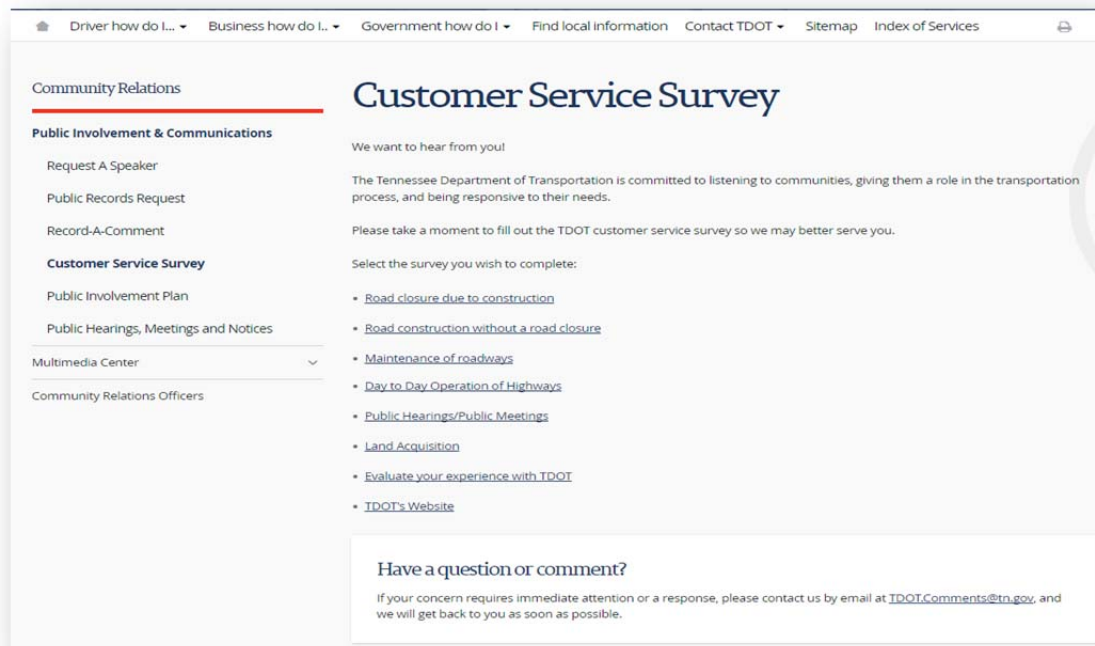 Driver how do I... Business how do I.. Government how do I Find local information Contact TDOT Sitemap Index of Services
Community Relations
Public Involvement & Communications
Request A Speaker
Public Records Request
Record-A-Comment
Customer Service Survey
Public Involvement Plan
Public Hearings, Meetings and Notices
Multimedia Center
Community Relations Officers
Customer Service Survey
We want to hear from you!
The Tennessee Department of Transportation is committed to listening to communities, giving them a role in the transportation
process, and being responsive to their needs.
Please take a moment to fill out the TDOT customer service survey so we may better serve you.
Select the survey you wish to complete:
• Road closure due to construction
• Road construction without a road closure
• Maintenance of roadways
• Day to Day Operation of Highways
• Public Hearings/Public Meetings
• Land Acquisition
• Evaluate your experience with TDOT
• TDOT's Website
Have a question or comment?
If your concern requires immediate attention or a response, please contact us by email at TDOT.Comments@tn.gov, and
we will get back to you as soon as possible.